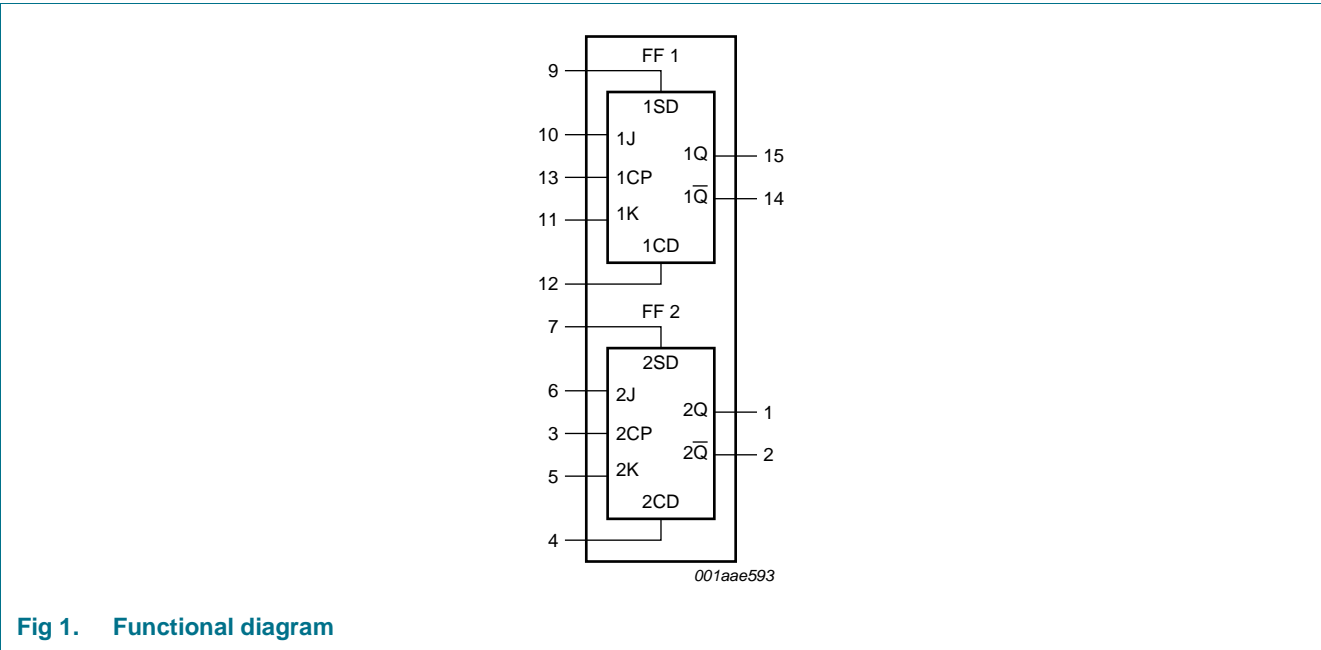 FF 1
9
1SD
10
1J
1Q
15
13
1CP
1Q̅
14
11
1K
1CD
12
FF 2
7
2SD
6
2J
2Q
1
3
2CP
2Q̅
2
5
2K
2CD
4
001aae593
Fig 1. Functional diagram